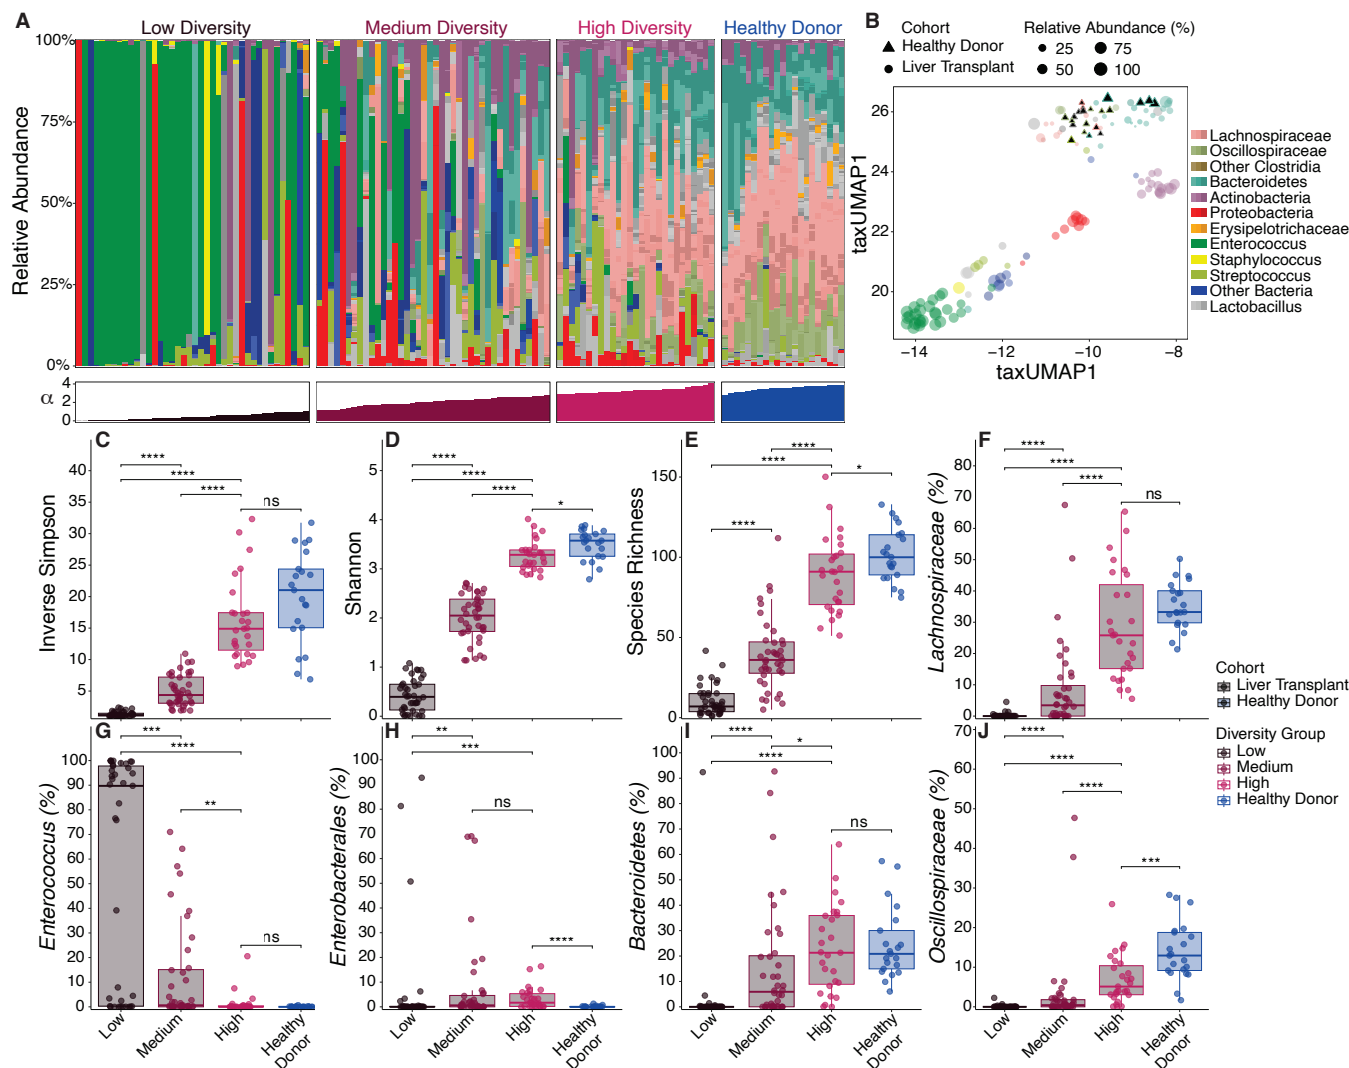 A
Low Diversity
Medium Diversity
High Diversity
Healthy Donor
100%
75%
50%
25%
0%
Relative Abundance
4
2
0
α
B
Cohort
Healthy Donor
Liver Transplant
Relative Abundance (%)
25
75
50
100
26
24
22
20
taxUMAP1
−14
−12
−10
−8
taxUMAP1
Lachnospiraceae
Oscillospiraceae
Other Clostridia
Bacteroidetes
Actinobacteria
Proteobacteria
Erysipelotrichaceae
Enterococcus
Staphylococcus
Streptococcus
Other Bacteria
Lactobacillus
C
Inverse Simpson
40
35
30
25
20
15
10
5
****
****
****
ns
D
Shannon
5
4
3
2
1
0
****
****
****
*
E
Species Richness
150
100
50
0
****
****
*
****
F
Lachnospiraceae (%)
80
70
60
50
40
30
20
10
0
****
****
****
ns
Cohort
Liver Transplant
Healthy Donor
Diversity Group
Low
Medium
High
Healthy Donor
G
Enterococcus (%)
100
90
80
70
60
50
40
30
20
10
0
***
****
**
ns
Low
Medium
High
Healthy
Donor
H
Enterobacterales (%)
100
90
80
70
60
50
40
30
20
10
0
**
***
ns
****
Low
Medium
High
Healthy
Donor
I
Bacteroidetes (%)
100
90
80
70
60
50
40
30
20
10
0
****
*
****
ns
Low
Medium
High
Healthy
Donor
J
Oscillospiraceae (%)
70
60
50
40
30
20
10
0
****
****
****
***
Low
Medium
High
Healthy
Donor